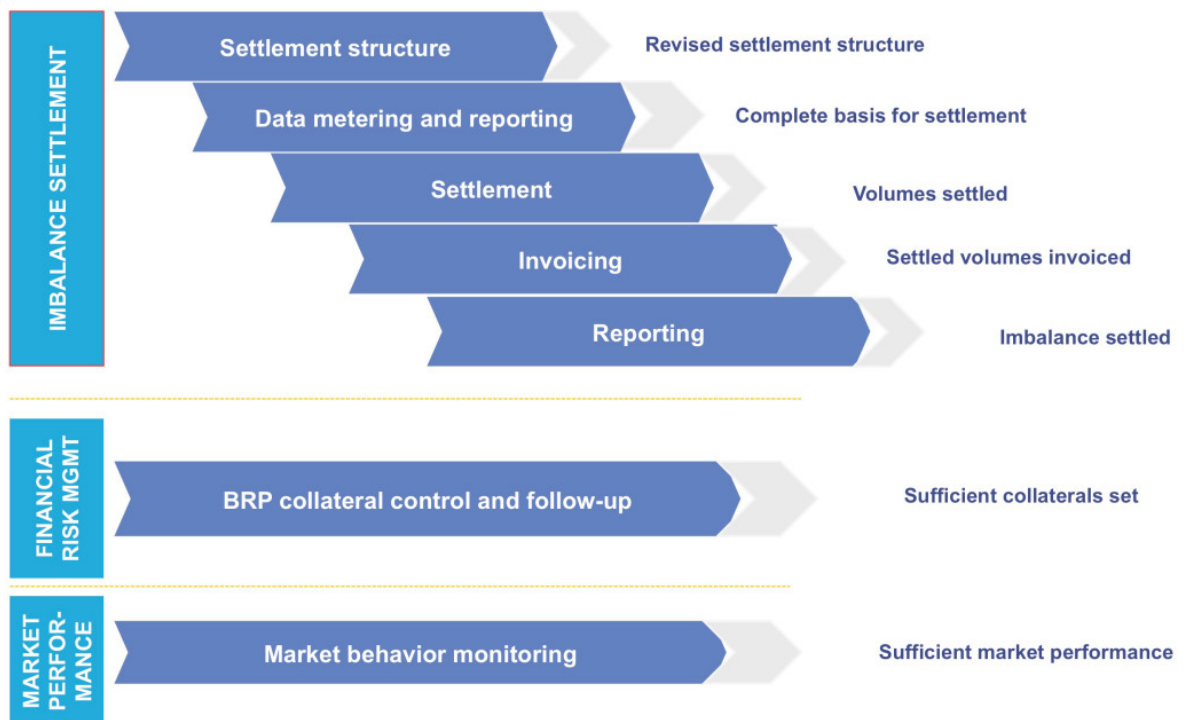 IMBALANCE SETTLEMENT
Settlement structure
Revised settlement structure
Data metering and reporting
Complete basis for settlement
Settlement
Volumes settled
Invoicing
Settled volumes invoiced
Reporting
Imbalance settled
FINANCIAL
RISK MGMT
BRP collateral control and follow-up
Sufficient collaterals set
MARKET
PERFOR-
MANCE
Market behavior monitoring
Sufficient market performance